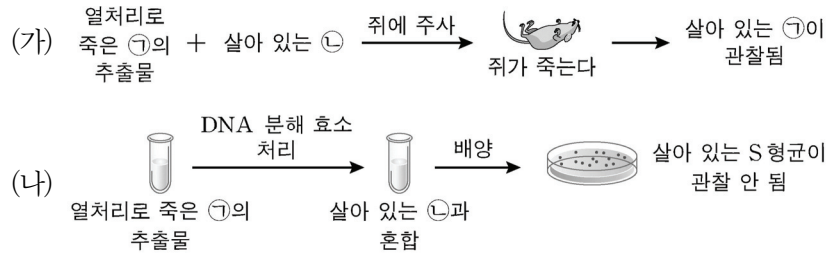 (가) 열처리로 죽은 ㉠의 추출물 + 살아 있는 ㉡ 쥐에 주사 쥐가 죽는다 살아 있는 ㉠이 관찰됨
(나) 열처리로 죽은 ㉠의 추출물 DNA 분해 효소 처리 살아 있는 ㉡과 혼합 배양 살아 있는 S형균이 관찰 안 됨